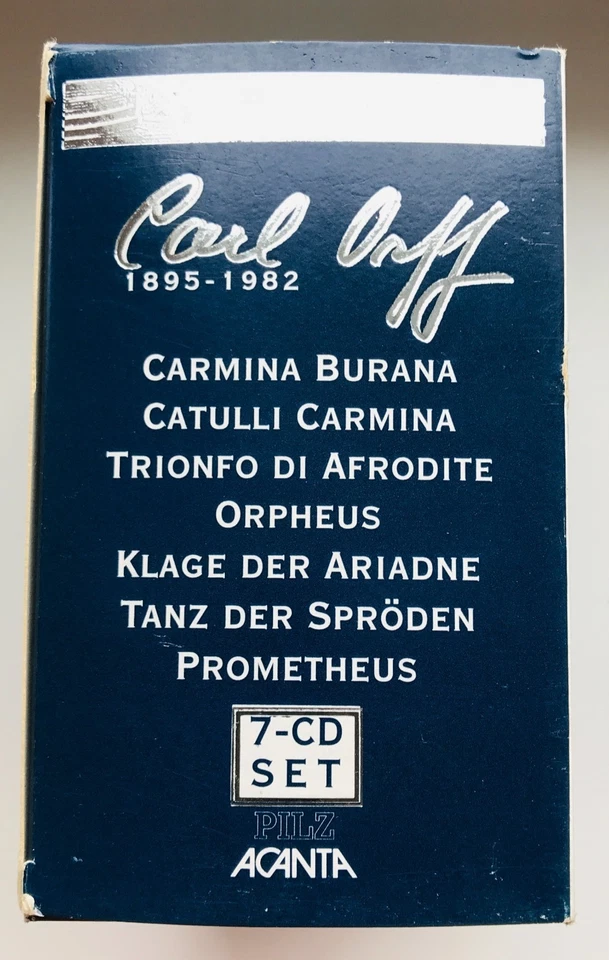 Carl Orff
1895-1982
CARMINA BURANA
CATULLI CARMINA
TRIONFO DI AFRODITE
ORPHEUS
KLAGE DER ARIADNE
TANZ DER SPRÖDEN
PROMETHEUS
7-CD
SET
PILZ
ACANTA